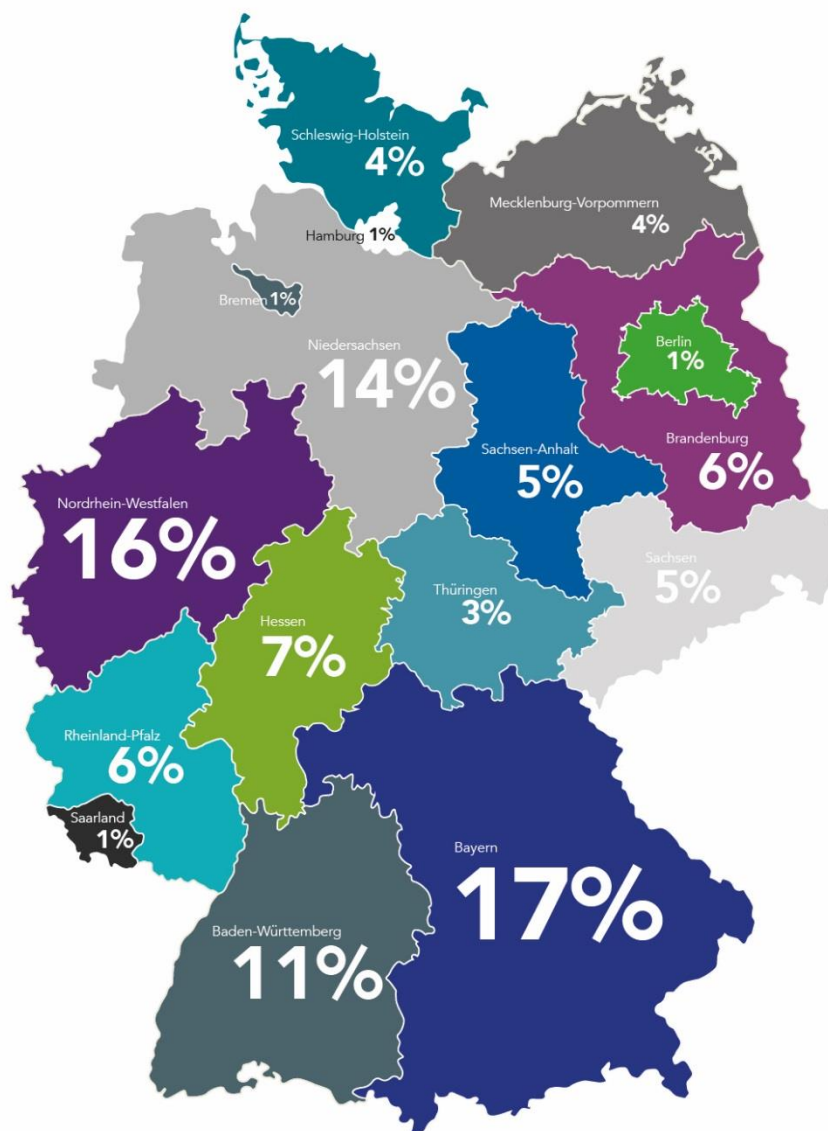 Schleswig-Holstein
4%
Mecklenburg-Vorpommern
4%
Hamburg 1%
Bremen 1%
Niedersachsen
14%
Berlin
1%
Brandenburg
6%
Sachsen-Anhalt
5%
Nordrhein-Westfalen
16%
Sachsen
5%
Thüringen
3%
Hessen
7%
Rheinland-Pfalz
6%
Saarland
1%
Bayern
17%
Baden-Württemberg
11%